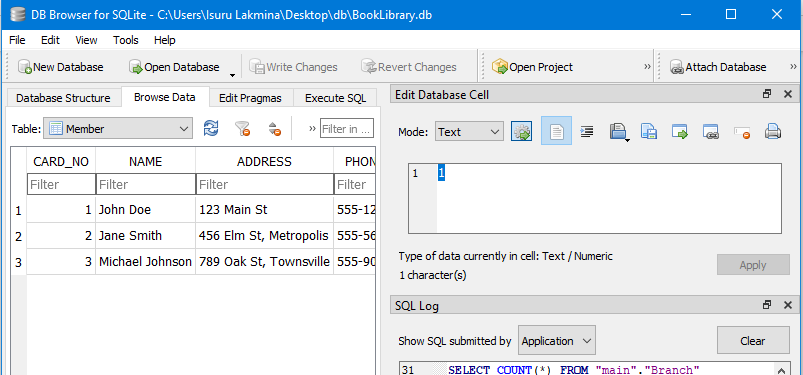 DB Browser for SQLite - C:\Users\Isuru Lakmina\Desktop\db\BookLibrary.db
File Edit View Tools Help
New Database Open Database Write Changes Revert Changes Open Project » Attach Database »
Database Structure Browse Data Edit Pragmas Execute SQL
Table: Member » Filter in ...
CARD_NO NAME ADDRESS PHON
Filter Filter Filter Filter
1 1 John Doe 123 Main St 555-12
2 2 Jane Smith 456 Elm St, Metropolis 555-56
3 3 Michael Johnson 789 Oak St, Townsville 555-90
Edit Database Cell
Mode: Text
1 1
Type of data currently in cell: Text / Numeric
1 character(s)
Apply
SQL Log
Show SQL submitted by Application Clear
31 SELECT COUNT(*) FROM "main"."Branch"